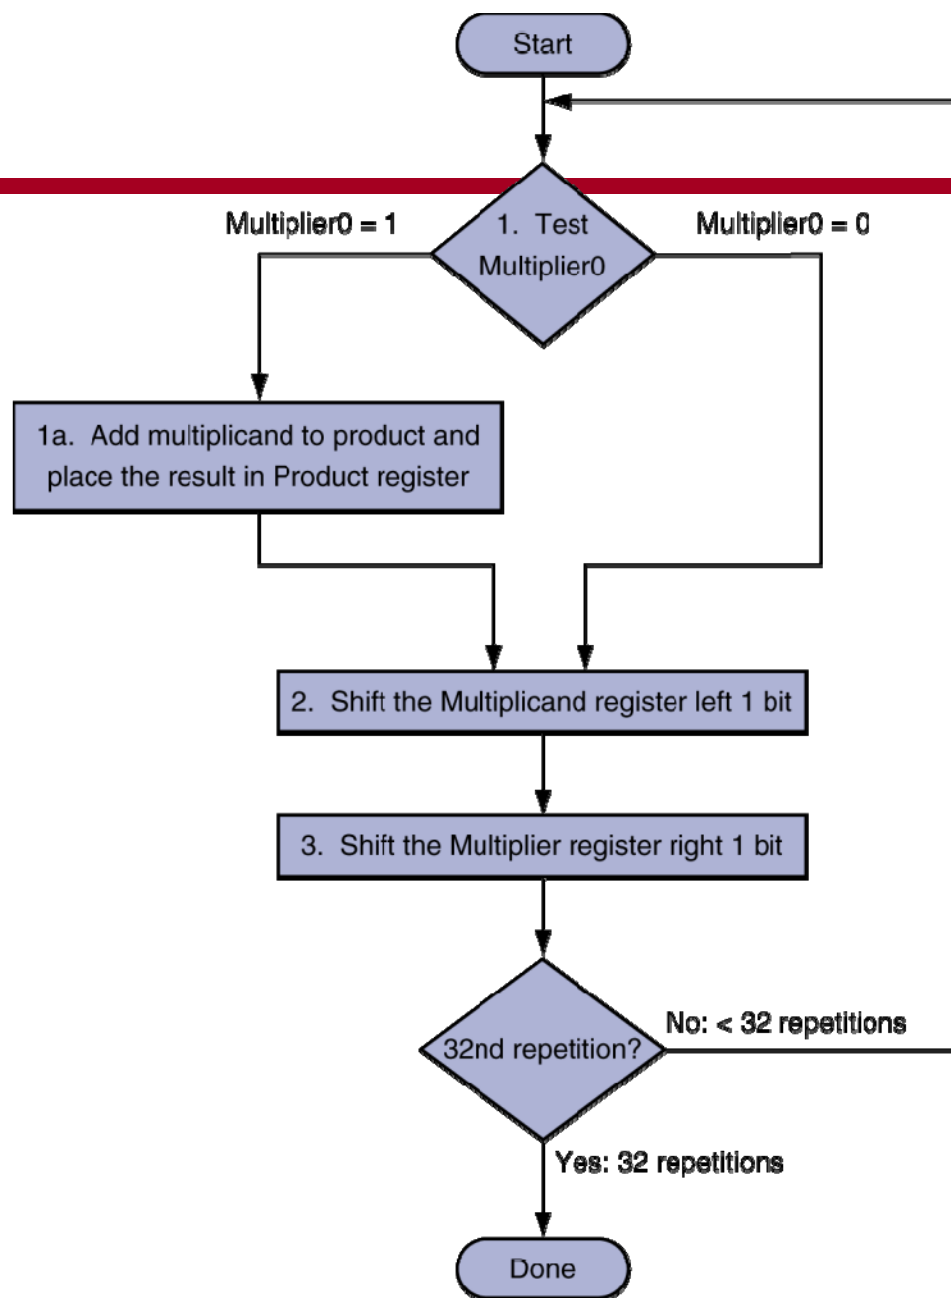 Start
Multiplier0 = 1
1. Test
Multiplier0
Multiplier0 = 0
1a. Add multiplicand to product and
place the result in Product register
2. Shift the Multiplicand register left 1 bit
3. Shift the Multiplier register right 1 bit
32nd repetition?
No: < 32 repetitions
Yes: 32 repetitions
Done